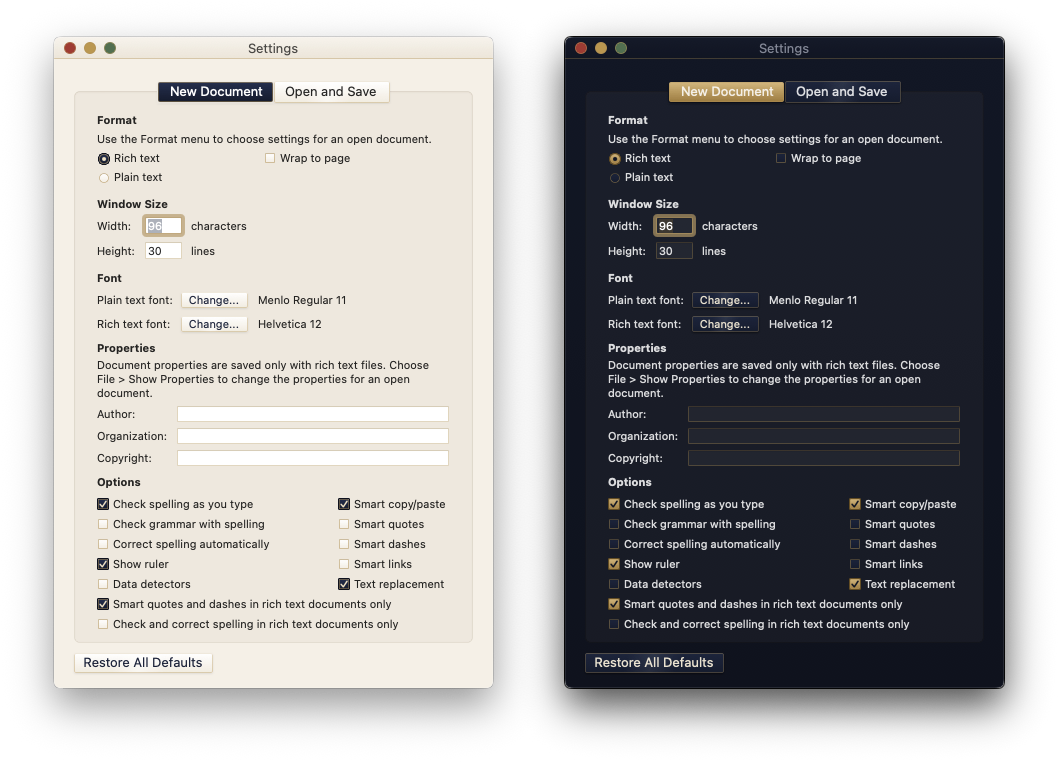 Settings
New Document Open and Save
Format
Use the Format menu to choose settings for an open document.
Rich text Wrap to page
Plain text
Window Size
Width: 96 characters
Height: 30 lines
Font
Plain text font: Change... Menlo Regular 11
Rich text font: Change... Helvetica 12
Properties
Document properties are saved only with rich text files. Choose
File > Show Properties to change the properties for an open
document.
Author:
Organization:
Copyright:
Options
Check spelling as you type Smart copy/paste
Check grammar with spelling Smart quotes
Correct spelling automatically Smart dashes
Show ruler Smart links
Data detectors Text replacement
Smart quotes and dashes in rich text documents only
Check and correct spelling in rich text documents only
Restore All Defaults
Settings
New Document Open and Save
Format
Use the Format menu to choose settings for an open document.
Rich text Wrap to page
Plain text
Window Size
Width: 96 characters
Height: 30 lines
Font
Plain text font: Change... Menlo Regular 11
Rich text font: Change... Helvetica 12
Properties
Document properties are saved only with rich text files. Choose
File > Show Properties to change the properties for an open
document.
Author:
Organization:
Copyright:
Options
Check spelling as you type Smart copy/paste
Check grammar with spelling Smart quotes
Correct spelling automatically Smart dashes
Show ruler Smart links
Data detectors Text replacement
Smart quotes and dashes in rich text documents only
Check and correct spelling in rich text documents only
Restore All Defaults